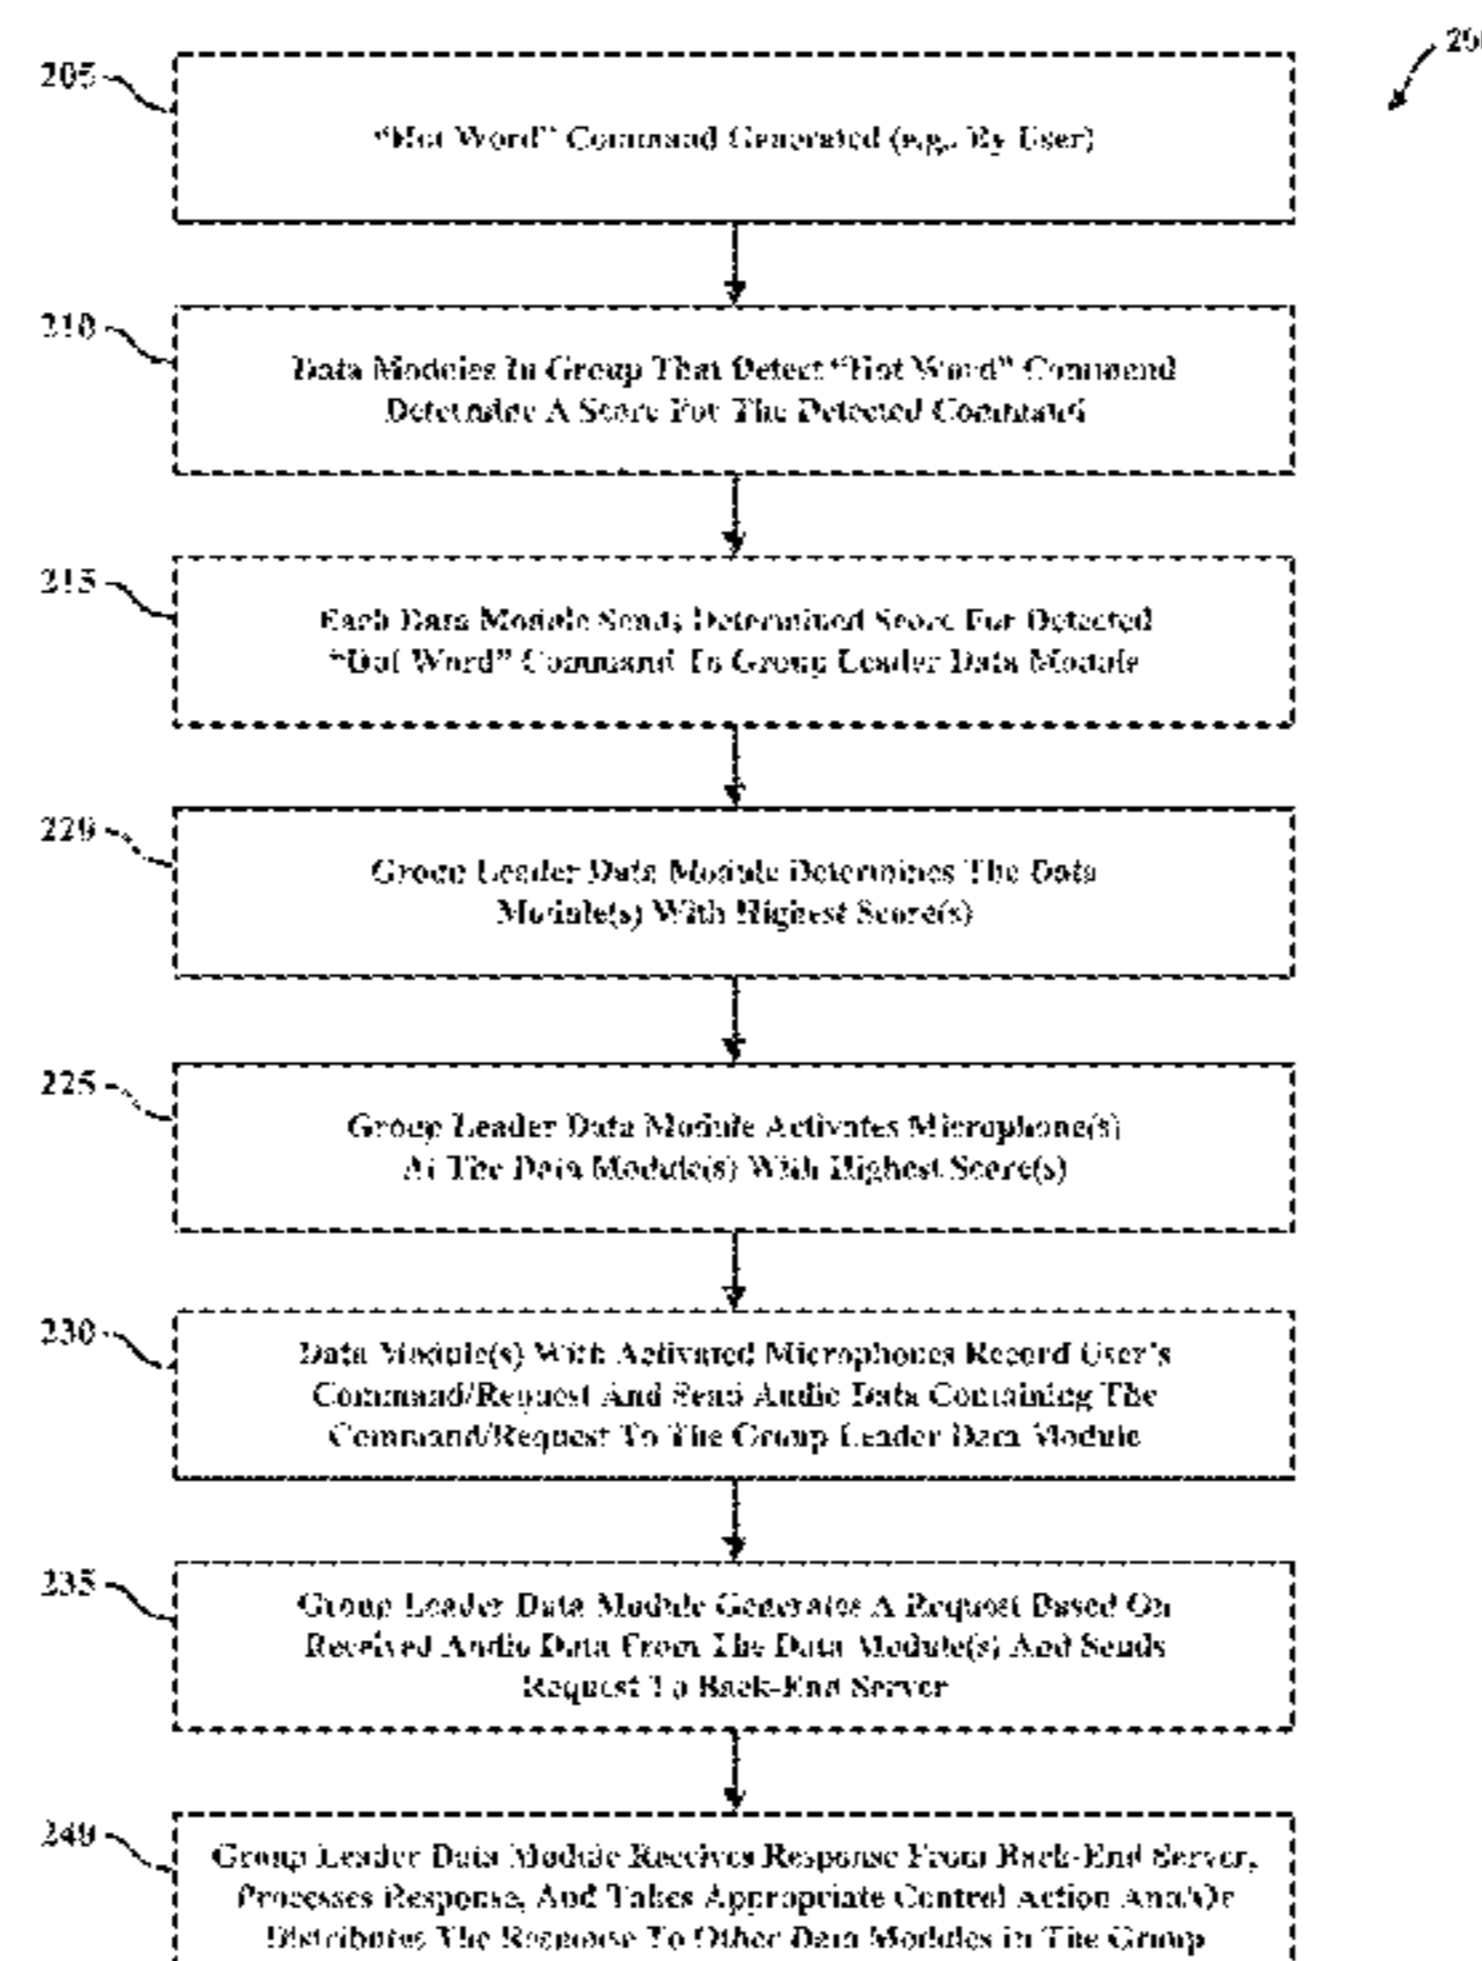 205
"Hot Word" Command Generated (e.g., By User)
210
Data Modules In Group That Detect "Hot Word" Command
Determine A Score For The Detected Command
215
Each Data Module Sends Determined Score For Detected
"Hot Word" Command To Group Leader Data Module
220
Group Leader Data Module Determines The Data
Module(s) With Highest Score(s)
225
Group Leader Data Module Activates Microphone(s)
At The Data Module(s) With Highest Score(s)
230
Data Module(s) With Activated Microphones Record User's
Command/Request And Send Audio Data Containing The
Command/Request To The Group Leader Data Module
235
Group Leader Data Module Generates A Request Based On
Received Audio Data From The Data Module(s) And Sends
Request To Back-End Server
240
Group Leader Data Module Receives Response From Back-End Server,
Processes Response, And Takes Appropriate Control Action And/Or
Distributes The Response To Other Data Modules in The Group